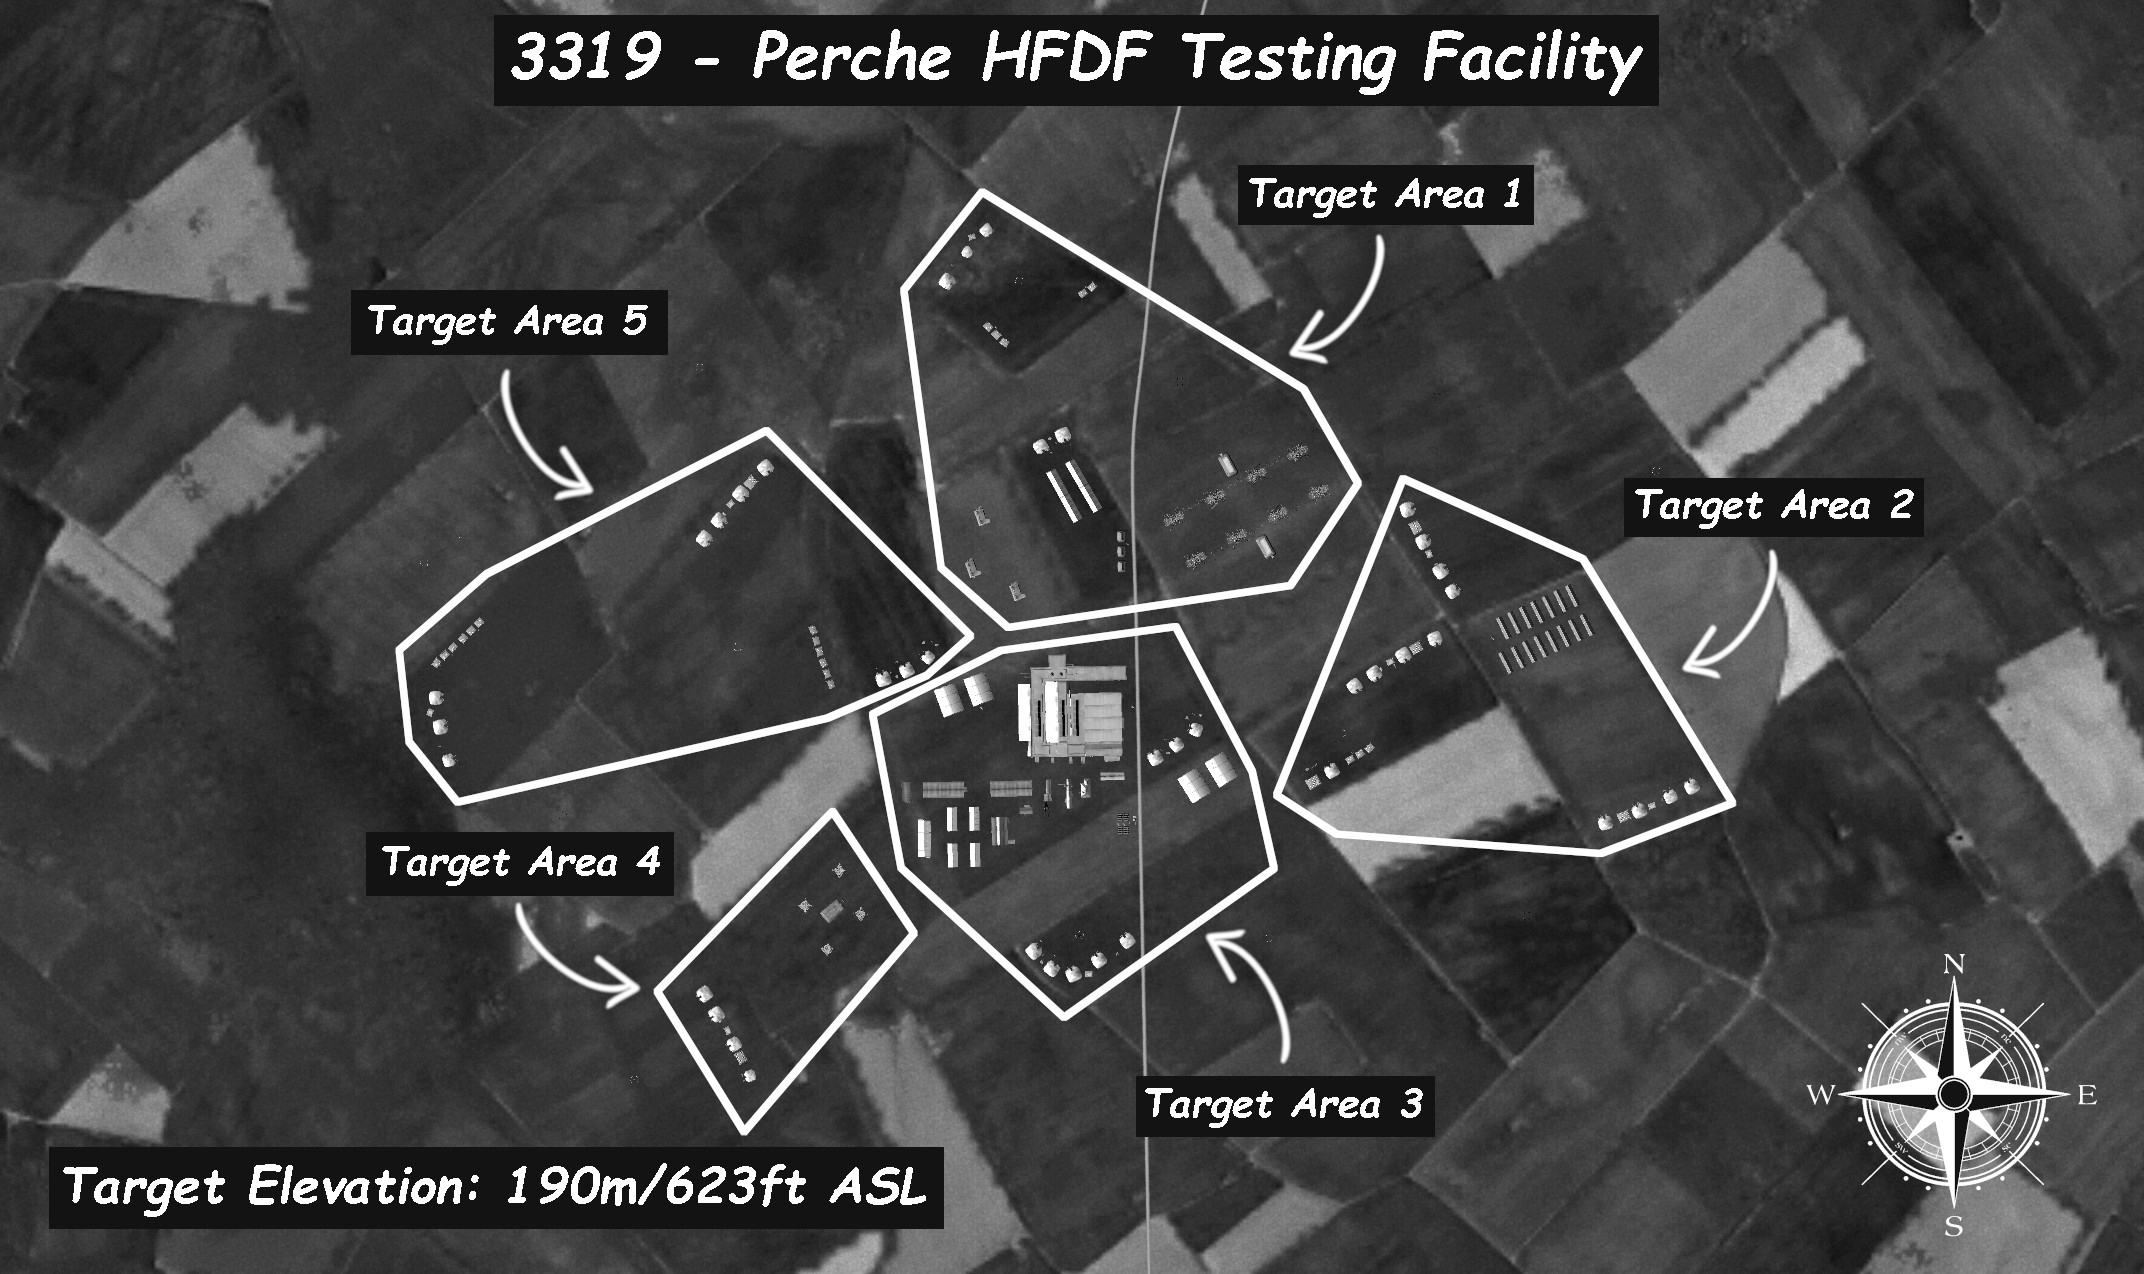 3319 - Perche HFDF Testing Facility
Target Area 1
Target Area 5
Target Area 2
Target Area 4
Target Area 3
Target Elevation: 190m/623ft ASL
N
W
E
S